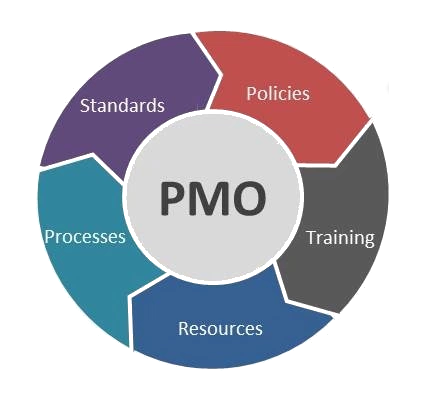 Policies
Standards
PMO
Processes
Training
Resources